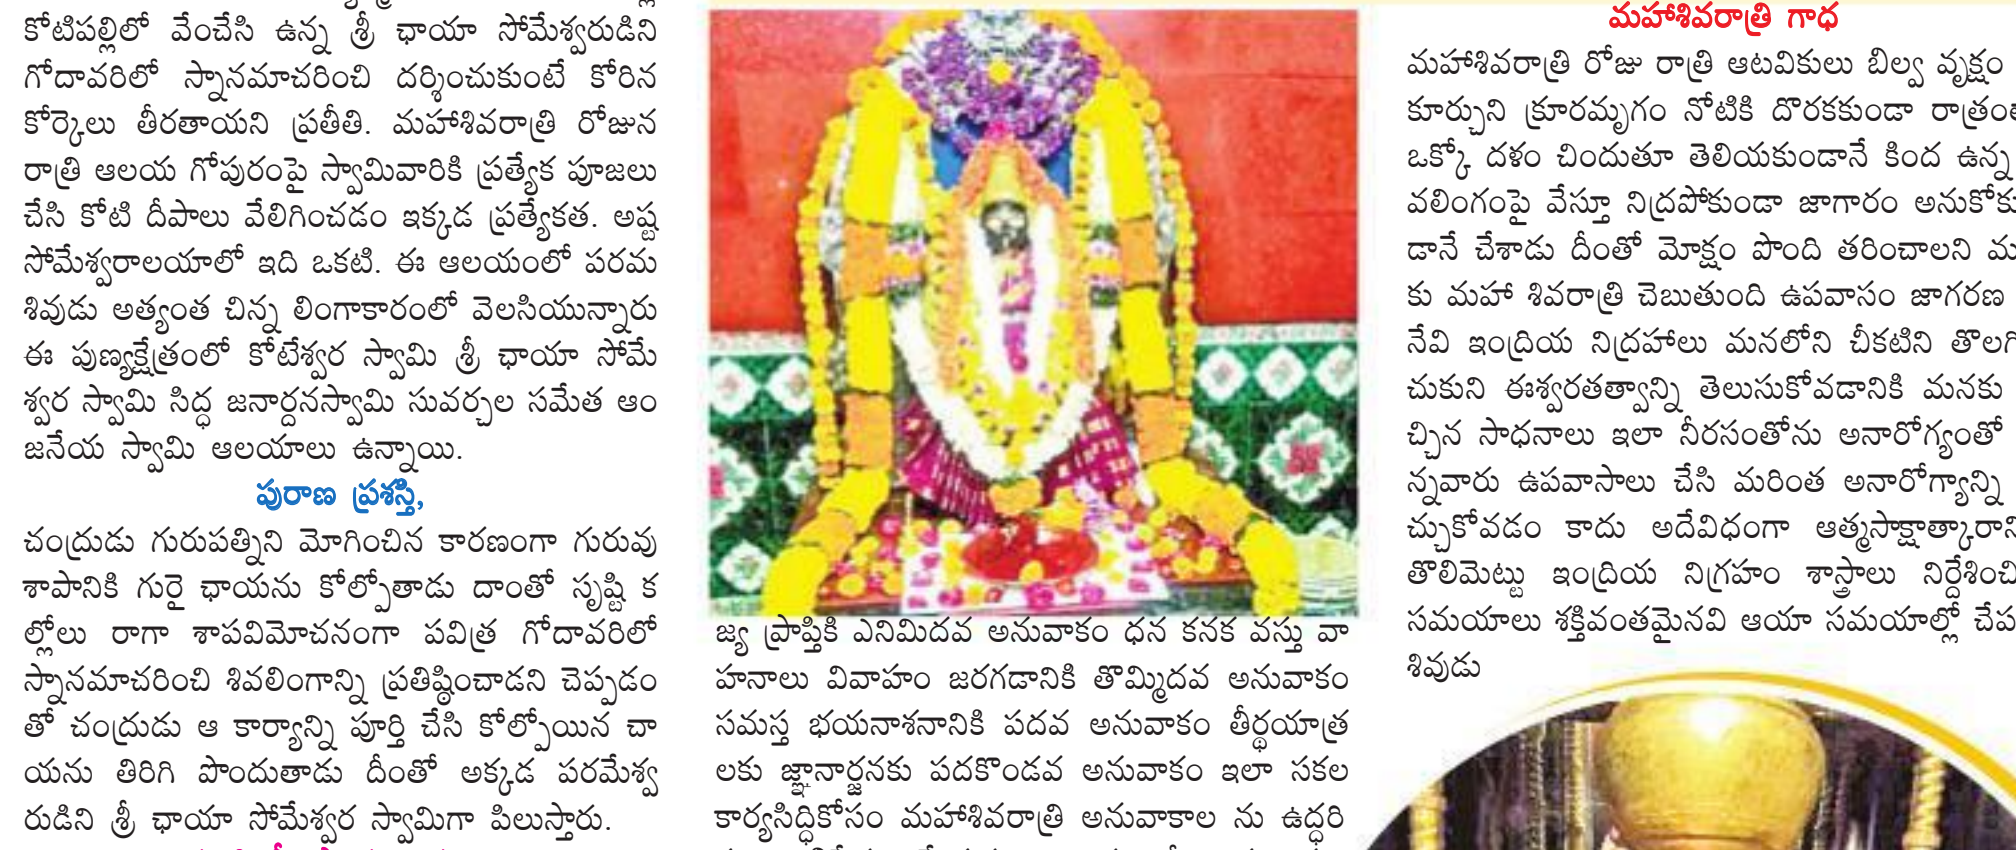 కోటిపల్లిలో వేంచేసి ఉన్న శ్రీ ఛాయా సోమేశ్వరుడిని
గోదావరిలో స్నానమాచరించి దర్శించుకుంటే కోరిన
కోర్కెలు తీరతాయని ప్రతీతి. మహాశివరాత్రి రోజున
రాత్రి ఆలయ గోపురంపై స్వామివారికి ప్రత్యేక పూజలు
చేసి కోటి దీపాలు వేలిగించడం ఇక్కడ ప్రత్యేకత. అష్ట
సోమేశ్వరాలయాలో ఇది ఒకటి. ఈ ఆలయంలో పరమ
శివుడు అత్యంత చిన్న లింగాకారంలో వెలసియున్నారు
ఈ పుణ్యక్షేత్రంలో కోటేశ్వర స్వామి శ్రీ ఛాయా సోమే
శ్వర స్వామి సిద్ధ జనార్దనస్వామి సువర్చల సమేత ఆం
జనేయ స్వామి ఆలయాలు ఉన్నాయి.
పురాణ ప్రశస్తి,
చంద్రుడు గురుపత్నిని మోగించిన కారణంగా గురువు
శాపానికి గురై ఛాయను కోల్పోతాడు దాంతో సృష్టి క
ల్లోలు రాగా శాపవిమోచనంగా పవిత్ర గోదావరిలో
స్నానమాచరించి శివలింగాన్ని ప్రతిష్ఠించాడని చెప్పడం
తో చంద్రుడు ఆ కార్యాన్ని పూర్తి చేసి కోల్పోయిన చా
యను తిరిగి పొందుతాడు దీంతో అక్కడ పరమేశ్వ
రుడిని శ్రీ ఛాయా సోమేశ్వర స్వామిగా పిలుస్తారు.
జ్య ప్రాప్తికి ఎనిమిదవ అనువాకం ధన కనక వస్తు వా
హనాలు వివాహం జరగడానికి తొమ్మిదవ అనువాకం
సమస్త భయనాశనానికి పదవ అనువాకం తీర్థయాత్ర
లకు జ్ఞానార్జనకు పదకొండవ అనువాకం ఇలా సకల
కార్యసిద్ధికోసం మహాశివరాత్రి అనువాకాల ను ఉద్ధరి
మహాశివరాత్రి గాధ
మహాశివరాత్రి రోజు రాత్రి ఆటవికులు బిల్వ వృక్షం
కూర్చుని క్రూరమృగం నోటికి దొరకకుండా
ఒక్కో దళం చిందుతూ తెలియకుండానే కింద ఉన్న
వలింగంపై వేస్తూ నిద్రపోకుండా జాగారం
డానే చేశాడు దీంతో మోక్షం పొంది తరించాలని
కు మహా శివరాత్రి చెబుతుంది ఉపవాసం జాగరణ
నేవి ఇంద్రియ నిద్రహాలు మనలోని చీకటిని
చుకుని ఈశ్వరతత్వాన్ని తెలుసుకోవడానికి మనకు
చ్చిన సాధనాలు ఇలా నీరసంతోను అనారోగ్యంతో
న్నవారు ఉపవాసాలు చేసి మరింత అనారోగ్యాన్ని
చ్చుకోవడం కాదు అదేవిధంగా
తొలిమెట్టు ఇంద్రియ నిగ్రహం శాస్త్రాలు
సమయాలు శక్తివంతమైనవి ఆయా సమయాల్లో
శివుడు